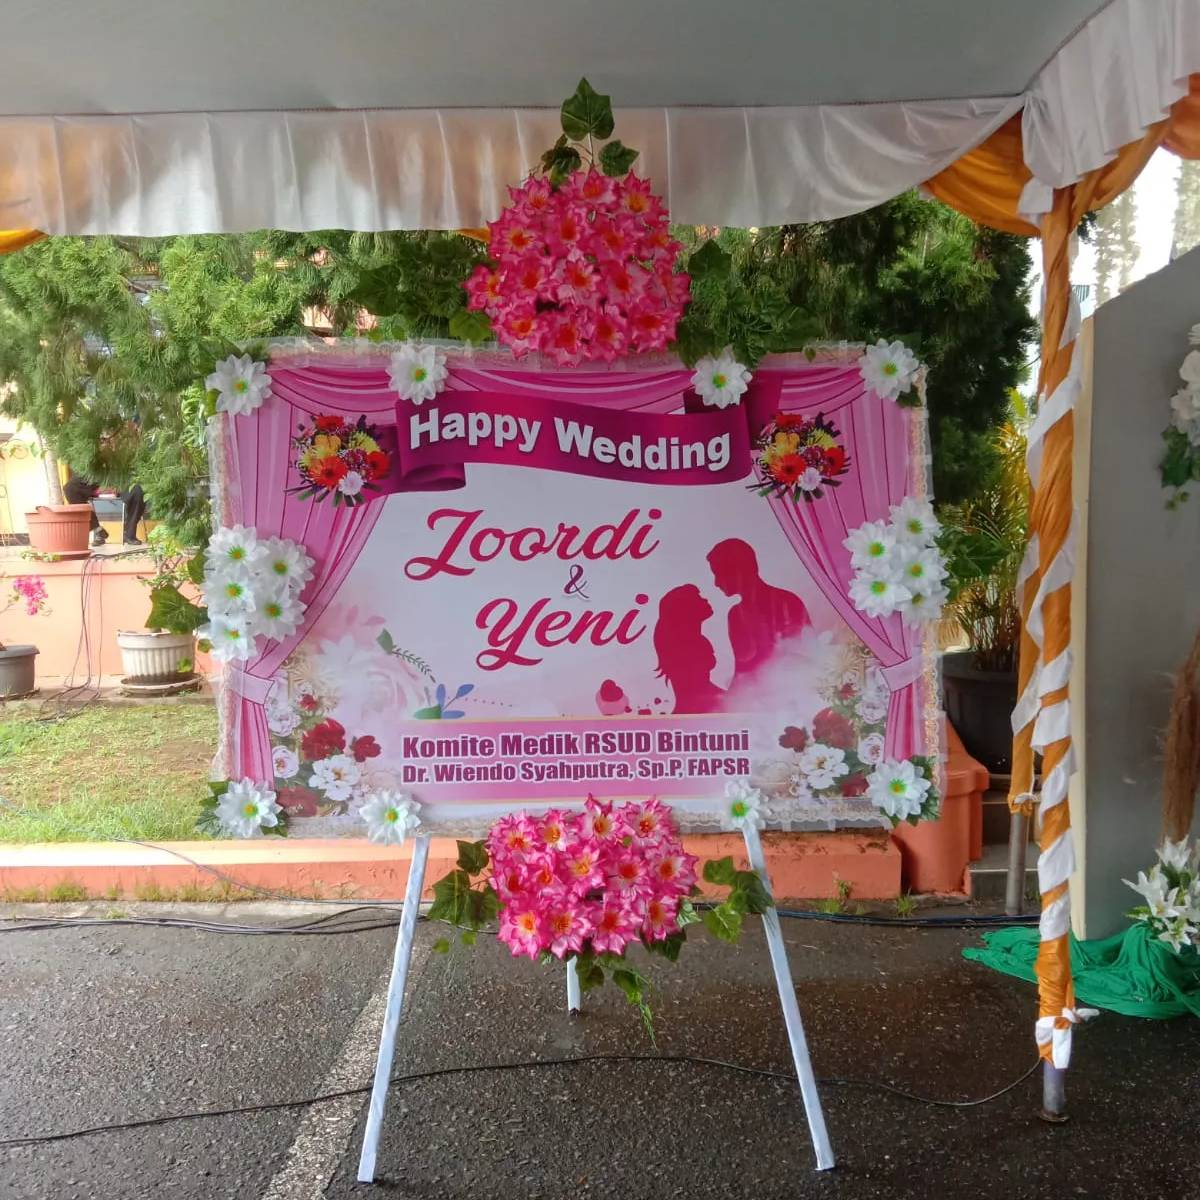 Happy Wedding
Zoordi
&
Yeni
Komite Medik RSUD Bintuni
Dr. Wiendo Syahputra, Sp.P, FAPSR